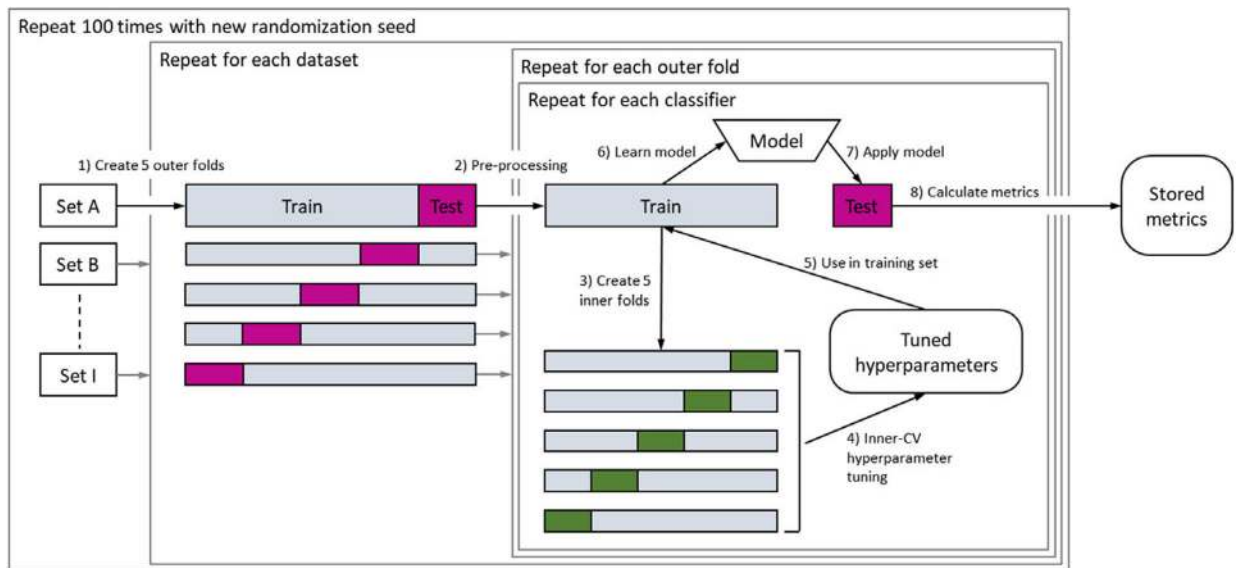 Repeat 100 times with new randomization seed
Repeat for each dataset
Repeat for each outer fold
Repeat for each classifier
1) Create 5 outer folds
2) Pre-processing
6) Learn model
Model
7) Apply model
Set A
Train
Test
Train
Test
8) Calculate metrics
Stored
metrics
Set B
3) Create 5
inner folds
5) Use in training set
Set I
Tuned
hyperparameters
4) Inner-CV
hyperparameter
tuning